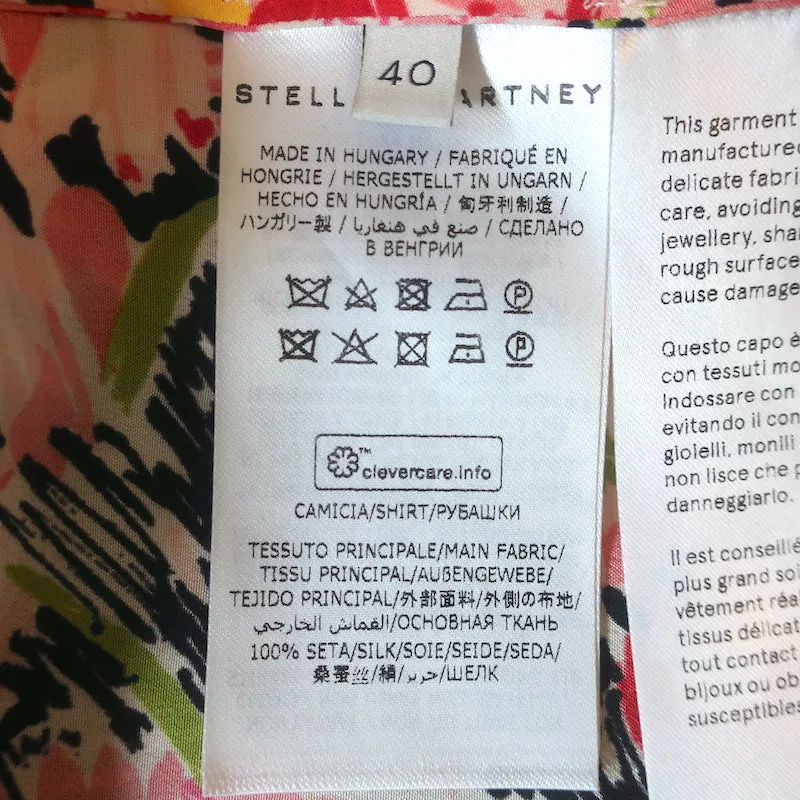 40
STELL ARTNEY
MADE IN HUNGARY / FABRIQUÉ EN
HONGRIE / HERGESTELLT IN UNGARN /
HECHO EN HUNGRÍA / 匈牙利制造 /
ハンガリー製 / صنع في هنغاريا / СДЕЛАНО
В ВЕНГРИИ
P
P
™
clevercare.info
CAMICIA/SHIRT/РУБАШКИ
TESSUTO PRINCIPALE/MAIN FABRIC/
TISSU PRINCIPAL/AUßENGEWEBE/
TEJIDO PRINCIPAL/外部面料/外側の布地/
القماش الخارجي/ОСНОВНАЯ ТКАНЬ
100% SETA/SILK/SOIE/SEIDE/SEDA/
桑蚕丝/絹/حرير/ШЕЛК
This garment
manufactured
delicate fabri
care, avoiding
jewellery, sha
rough surface
cause damage
Questo capo è
con tessuti mo
Indossare con
evitando il con
gioielli, monili
non lisce che p
danneggiarlo.
Il est conseillé
plus grand soi
vêtement réa
tissus délicat
tout contact
bijoux ou ob
susceptibles